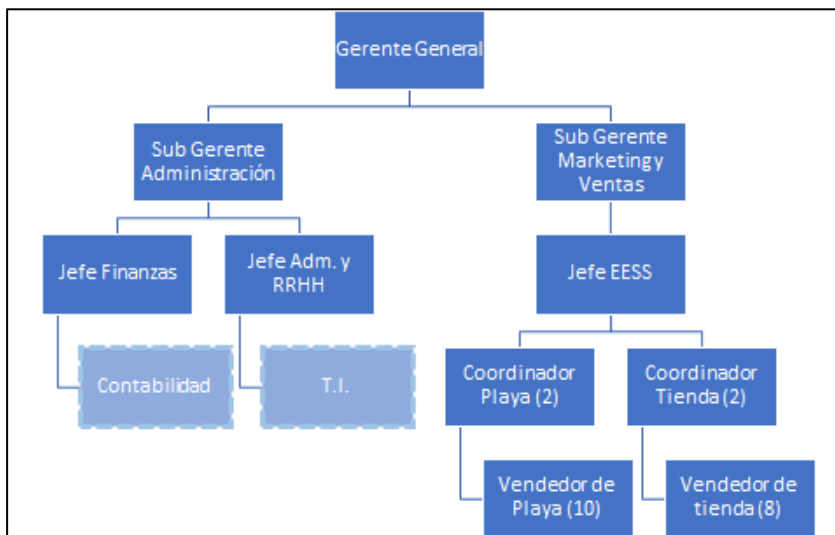 Gerente General
Sub Gerente
Administración
Sub Gerente
Marketing y
Ventas
Jefe Finanzas
Jefe Adm. y
RRHH
Jefe EESS
Contabilidad
T.I.
Coordinador
Playa (2)
Coordinador
Tienda (2)
Vendedor de
Playa (10)
Vendedor de
tienda (8)